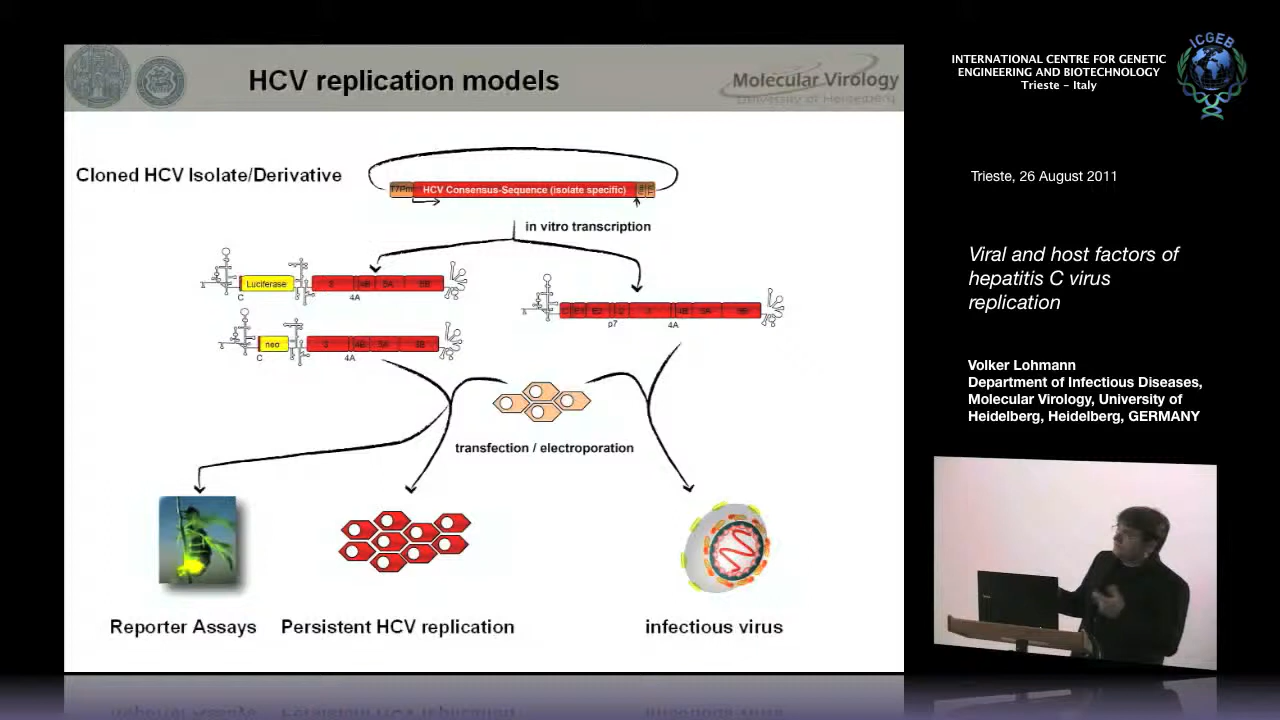 HCV replication models
Molecular Virology
University of Heidelberg
Cloned HCV Isolate/Derivative
T7Pm HCV Consensus-Sequence (isolate specific)
in vitro transcription
Luciferase 3 4B 5A 5B
C 4A
neo 3 4B 5A 5B
C 4A
C E1 E2 2 3 4B 5A 5B
p7 4A
transfection / electroporation
Reporter Assays
Persistent HCV replication
infectious virus
INTERNATIONAL CENTRE FOR GENETIC
ENGINEERING AND BIOTECHNOLOGY
Trieste - Italy
ICGEB
Trieste, 26 August 2011
Viral and host factors of
hepatitis C virus
replication
Volker Lohmann
Department of Infectious Diseases,
Molecular Virology, University of
Heidelberg, Heidelberg, GERMANY